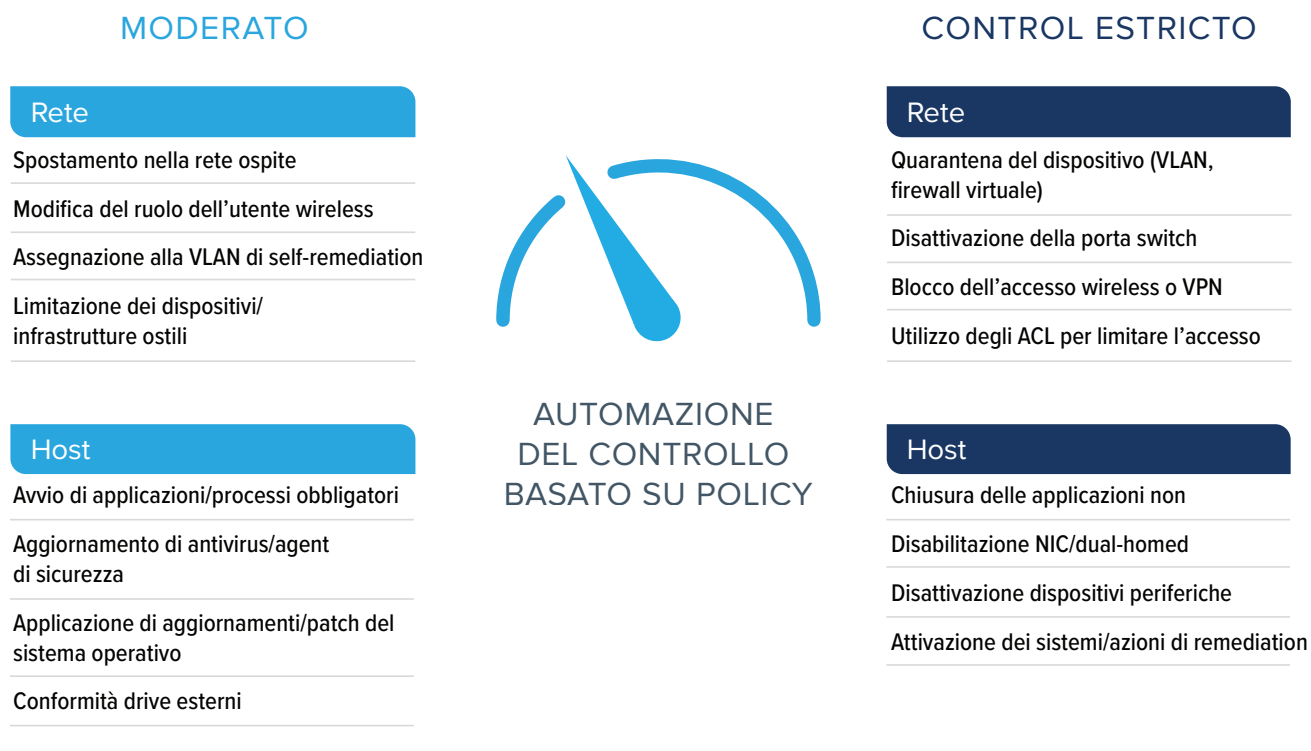 MODERATO
Rete
Spostamento nella rete ospite
Modifica del ruolo dell’utente wireless
Assegnazione alla VLAN di self-remediation
Limitazione dei dispositivi/
infrastrutture ostili
Host
Avvio di applicazioni/processi obbligatori
Aggiornamento di antivirus/agent
di sicurezza
Applicazione di aggiornamenti/patch del
sistema operativo
Conformità drive esterni
AUTOMAZIONE
DEL CONTROLLO
BASATO SU POLICY
CONTROL ESTRICTO
Rete
Quarantena del dispositivo (VLAN,
firewall virtuale)
Disattivazione della porta switch
Blocco dell’accesso wireless o VPN
Utilizzo degli ACL per limitare l’accesso
Host
Chiusura delle applicazioni non
Disabilitazione NIC/dual-homed
Disattivazione dispositivi periferiche
Attivazione dei sistemi/azioni di remediation